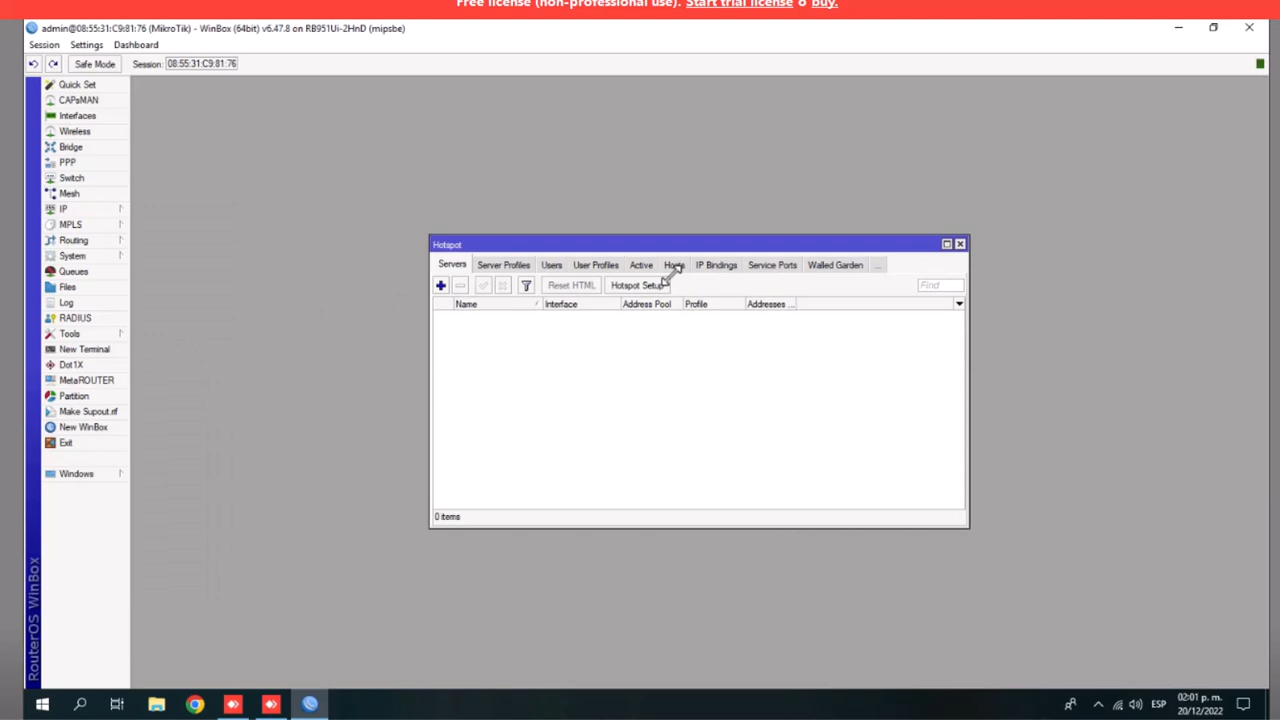 Free license (non-professional use). Start trial license o buy.
admin@08:55:31:C9:81:76 (MikroTik) - WinBox (64bit) v6.47.8 on RB951Ui-2HnD (mipsbe)
Session Settings Dashboard
Safe Mode Session: 08:55:31:C9:81:76
Quick Set
CAPsMAN
Interfaces
Wireless
Bridge
PPP
Switch
Mesh
IP
MPLS
Routing
System
Queues
Files
Log
RADIUS
Tools
New Terminal
Dot1X
MetaROUTER
Partition
Make Supout.rif
New WinBox
Exit
Windows
RouterOS WinBox
Hotspot
Servers Server Profiles Users User Profiles Active Hosts IP Bindings Service Ports Walled Garden ...
Reset HTML Hotspot Setup Find
Name Interface Address Pool Profile Addresses ...
0 items
ESP
02:01 p. m.
20/12/2022